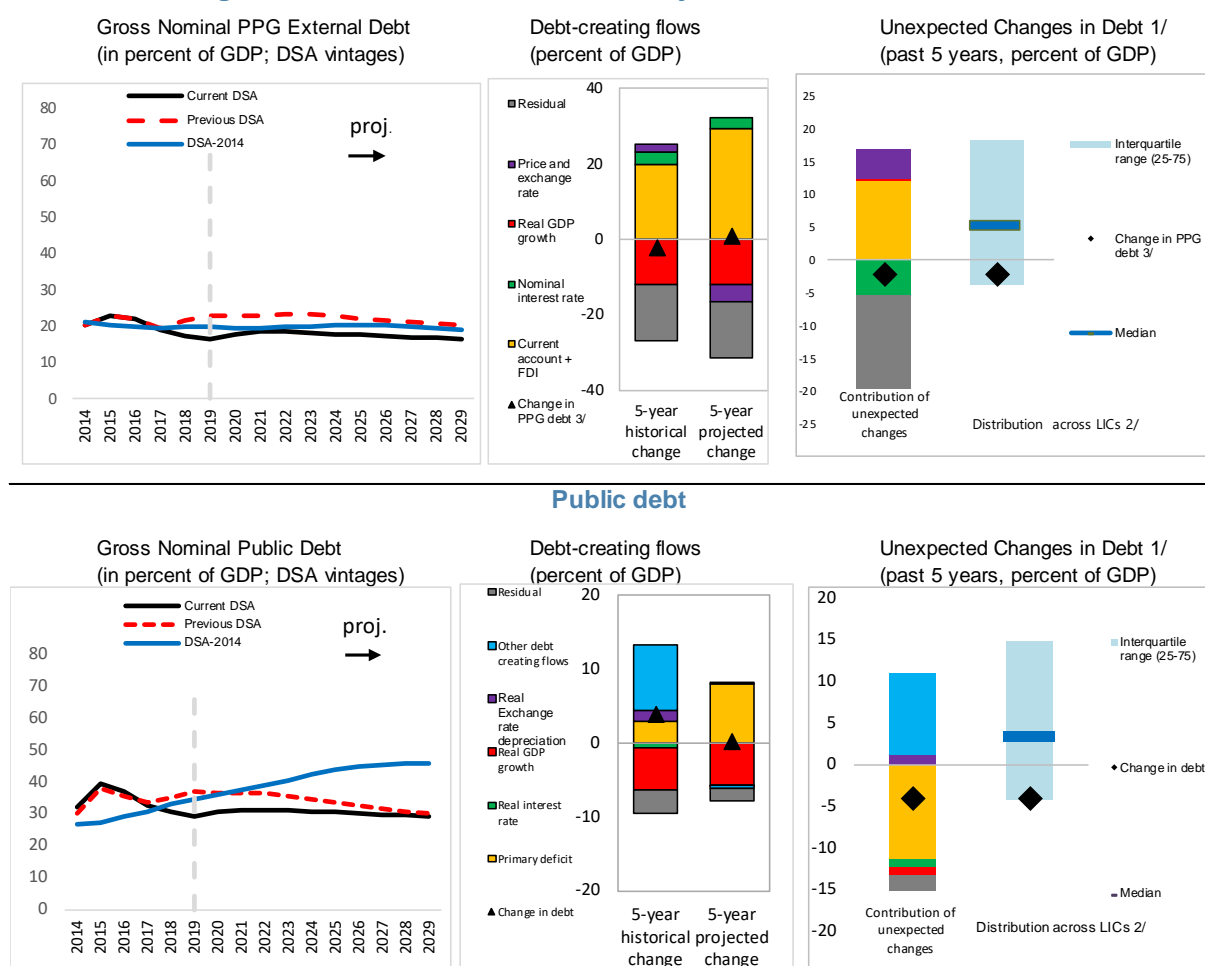 Gross Nominal PPG External Debt
(in percent of GDP; DSA vintages)
Current DSA
Previous DSA
DSA-2014
proj.
80
70
60
50
40
30
20
10
0
2014
2015
2016
2017
2018
2019
2020
2021
2022
2023
2024
2025
2026
2027
2028
2029
Debt-creating flows
(percent of GDP)
Residual
Price and
exchange
rate
Real GDP
growth
Nominal
interest rate
Current
account +
FDI
Change in
PPG debt 3/
40
20
0
-20
-40
5-year
historical
change
5-year
projected
change
Unexpected Changes in Debt 1/
(past 5 years, percent of GDP)
25
20
15
10
5
0
-5
-10
-15
-20
-25
Contribution of
unexpected
changes
Distribution across LICs 2/
Interquartile
range (25-75)
Change in PPG
debt 3/
Median
Public debt
Gross Nominal Public Debt
(in percent of GDP; DSA vintages)
Current DSA
Previous DSA
DSA-2014
proj.
80
70
60
50
40
30
20
10
0
2014
2015
2016
2017
2018
2019
2020
2021
2022
2023
2024
2025
2026
2027
2028
2029
Debt-creating flows
(percent of GDP)
Residual
Other debt
creating flows
Real
Exchange
rate
depreciation
Real GDP
growth
Real interest
rate
Primary deficit
Change in debt
20
10
0
-10
-20
5-year
historical
change
5-year
projected
change
Unexpected Changes in Debt 1/
(past 5 years, percent of GDP)
20
15
10
5
0
-5
-10
-15
-20
Contribution of
unexpected
changes
Distribution across LICs 2/
Interquartile
range (25-75)
Change in debt
Median